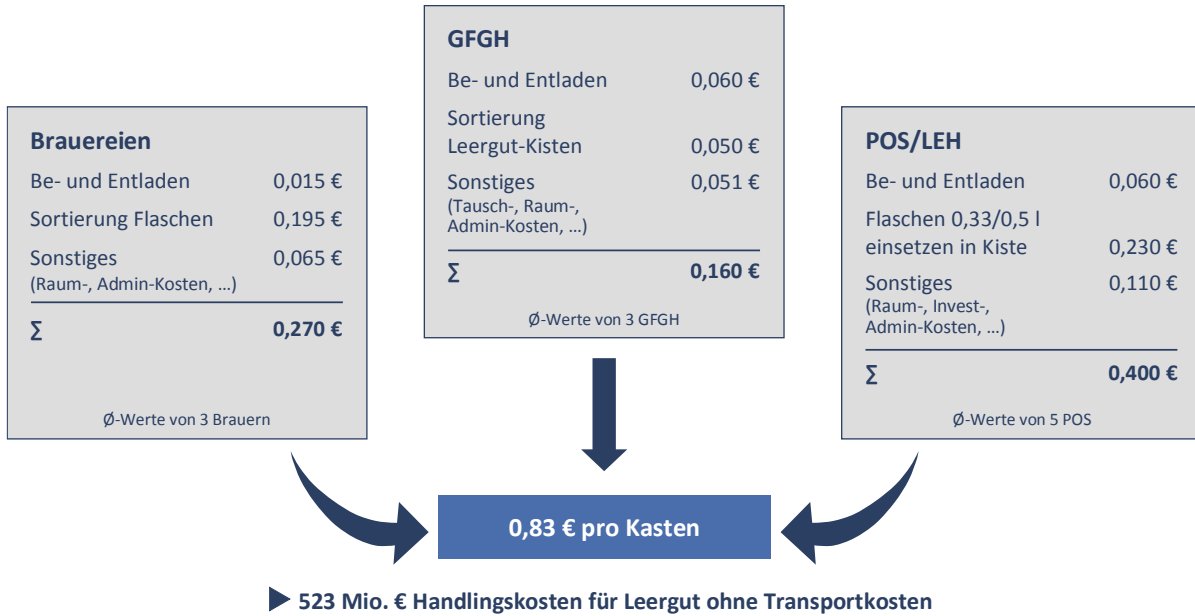 Brauereien
Be- und Entladen 0,015 €
Sortierung Flaschen 0,195 €
Sonstiges 0,065 €
(Raum-, Admin-Kosten, ...)
∑ 0,270 €
Ø-Werte von 3 Brauern
GFGH
Be- und Entladen 0,060 €
Sortierung
Leergut-Kisten 0,050 €
Sonstiges 0,051 €
(Tausch-, Raum-,
Admin-Kosten, ...)
∑ 0,160 €
Ø-Werte von 3 GFGH
POS/LEH
Be- und Entladen 0,060 €
Flaschen 0,33/0,5 l
einsetzen in Kiste 0,230 €
Sonstiges 0,110 €
(Raum-, Invest-,
Admin-Kosten, ...)
∑ 0,400 €
Ø-Werte von 5 POS
0,83 € pro Kasten
▶ 523 Mio. € Handlingskosten für Leergut ohne Transportkosten